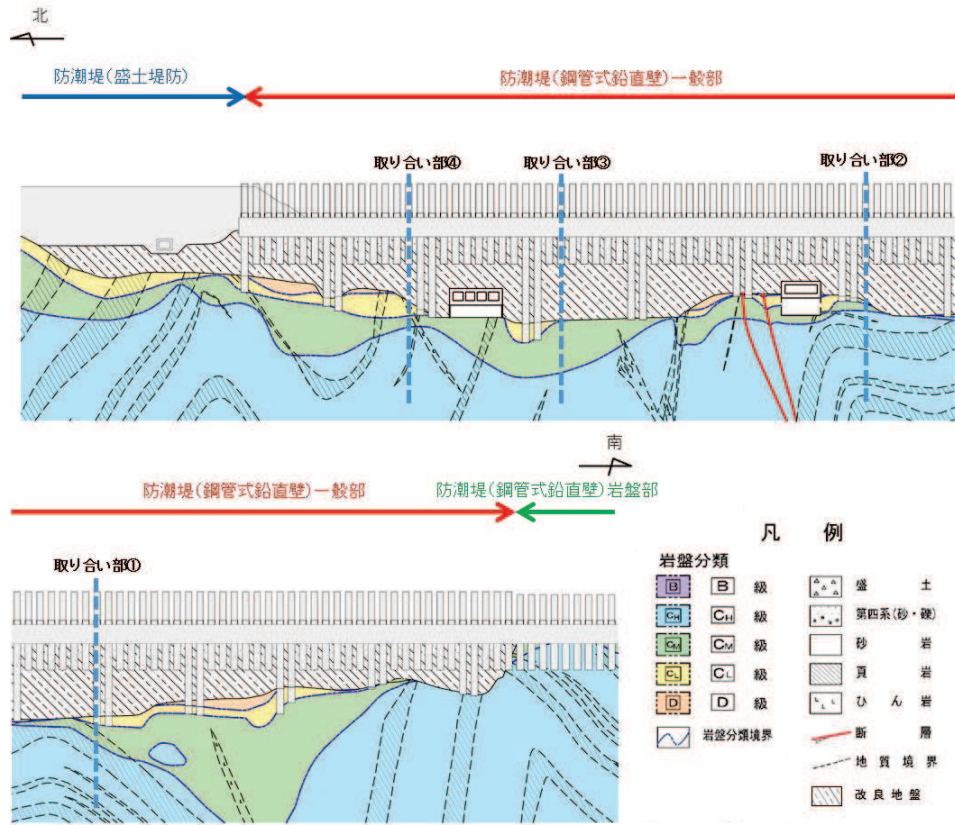 北
防潮堤(盛土堤防)
防潮堤(鋼管式鉛直壁)一般部
取り合い部④
取り合い部③
取り合い部②
南
防潮堤(鋼管式鉛直壁)一般部
防潮堤(鋼管式鉛直壁)岩盤部
取り合い部①
凡 例
岩盤分類
B B 級
CH CH 級
CM CM 級
CL CL 級
D D 級
岩盤分類境界
盛 土
第四系(砂・礫)
砂 岩
頁 岩
ひ ん 岩
断 層
地 質 境 界
改 良 地 盤